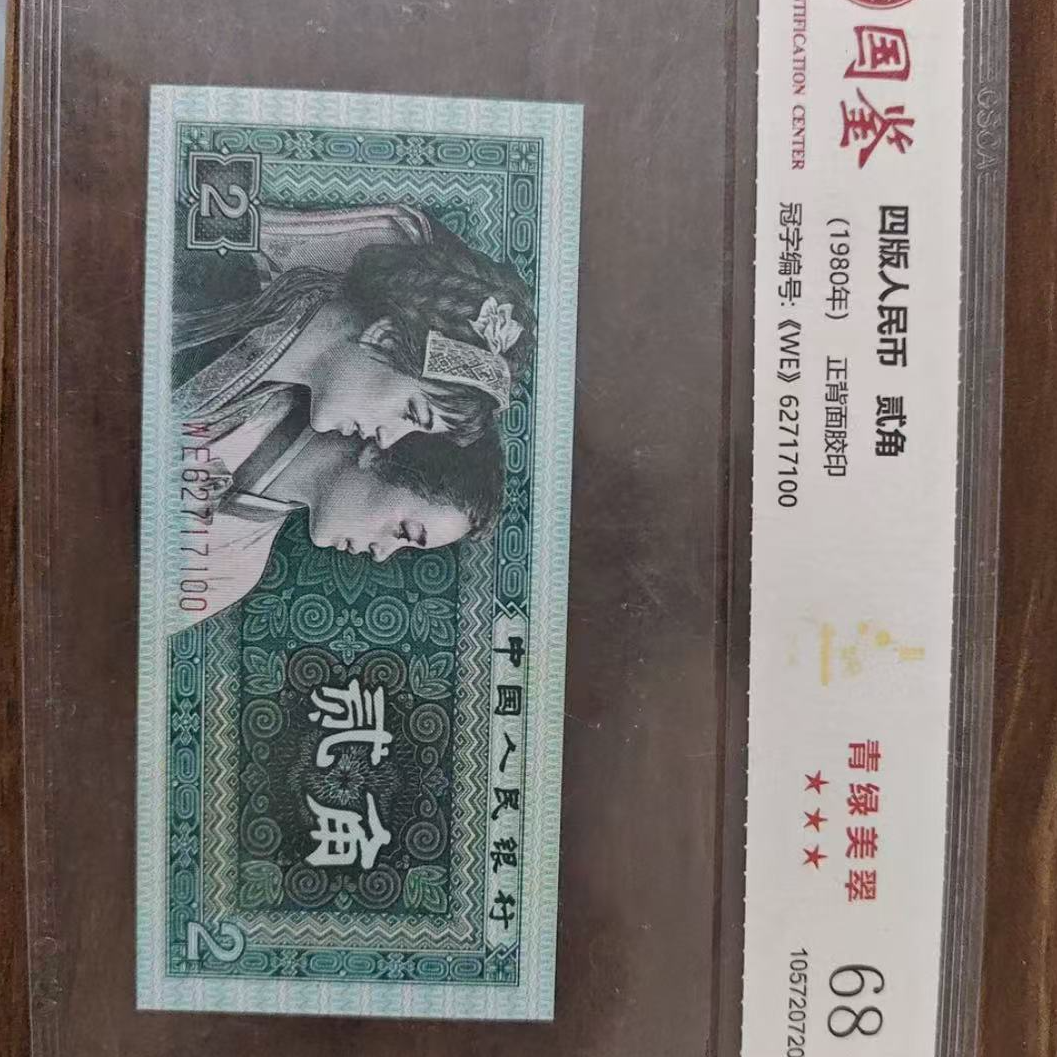 国鉴
TIFICATION CENTER
四版人民币 贰角
(1980年) 正背面胶印
冠字编号:《WE》62717100
青绿美翠
★★★
68
105720720
中国人民银行
贰角
2
2
WE62717100